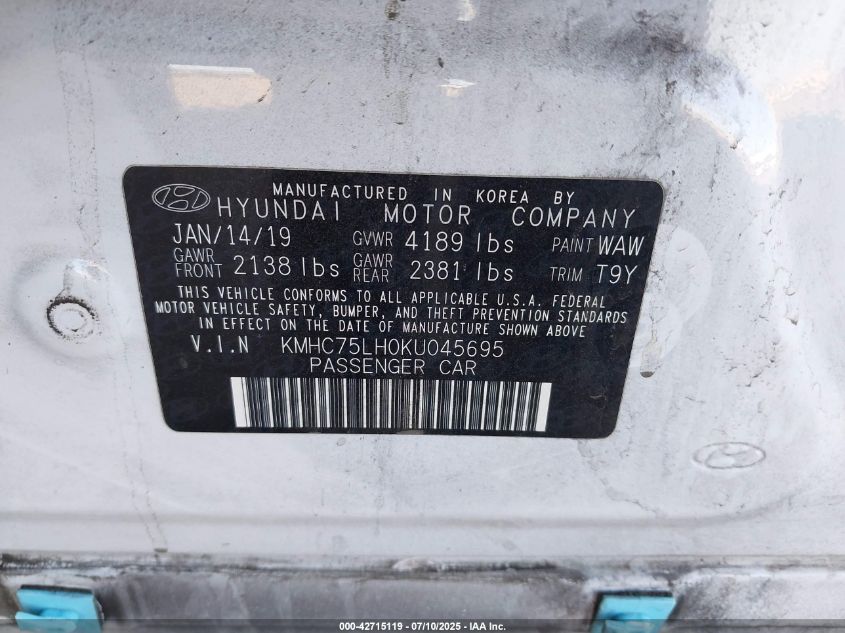 MANUFACTURED IN KOREA BY
HYUNDAI MOTOR COMPANY
JAN/14/19 GVWR 4189 lbs PAINT WAW
GAWR FRONT 2138 lbs GAWR REAR 2381 lbs TRIM T9Y
THIS VEHICLE CONFORMS TO ALL APPLICABLE U.S.A. FEDERAL
MOTOR VEHICLE SAFETY, BUMPER, AND THEFT PREVENTION STANDARDS
IN EFFECT ON THE DATE OF MANUFACTURE SHOWN ABOVE
V.I.N KMHC75LH0KU045695
PASSENGER CAR
000-42715119 - 07/10/2025 - IAA Inc.